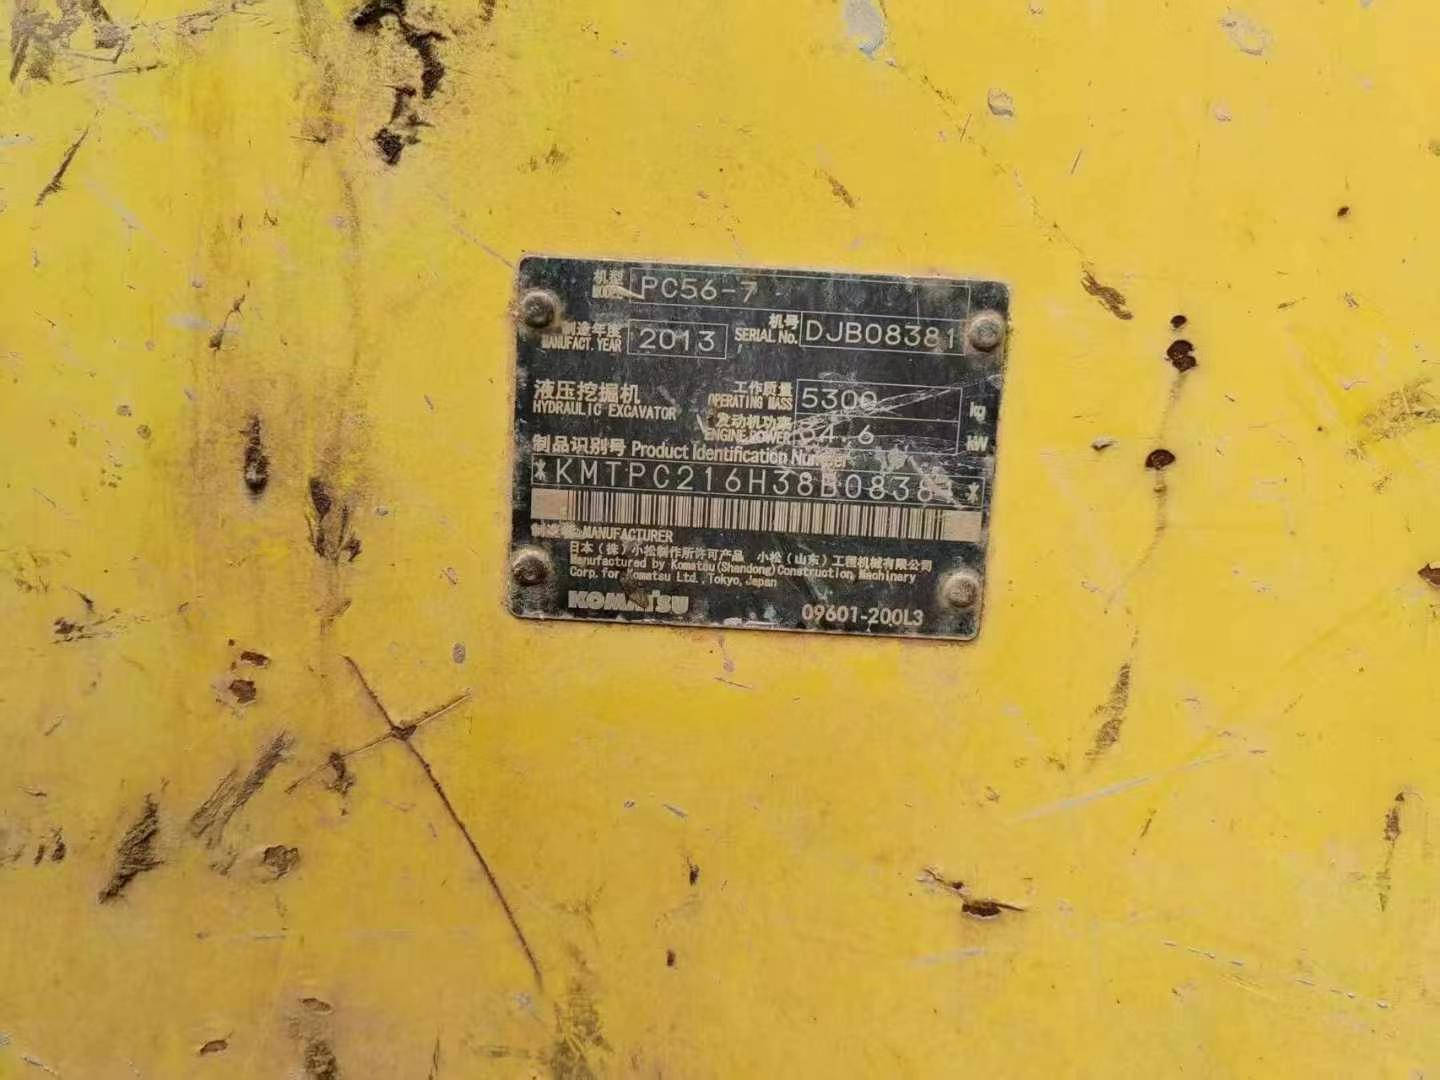 机型 MODEL PC56-7
制造年度 MANUFACT. YEAR 2013 机号 SERIAL No. DJB08381
液压挖掘机 HYDRAULIC EXCAVATOR
工作质量 OPERATING MASS 5300 kg
发动机功率 ENGINE POWER 4.6 kW
制品识别号 Product Identification Number
*KMTPC216H38B08381*
MANUFACTURER
日本(株)小松制作所许可产品 小松(山东)工程机械有限公司
Manufactured by Komatsu(Shandong)Construction Machinery
Corp. for Komatsu Ltd., Tokyo, Japan
KOMATSU 09601-200L3